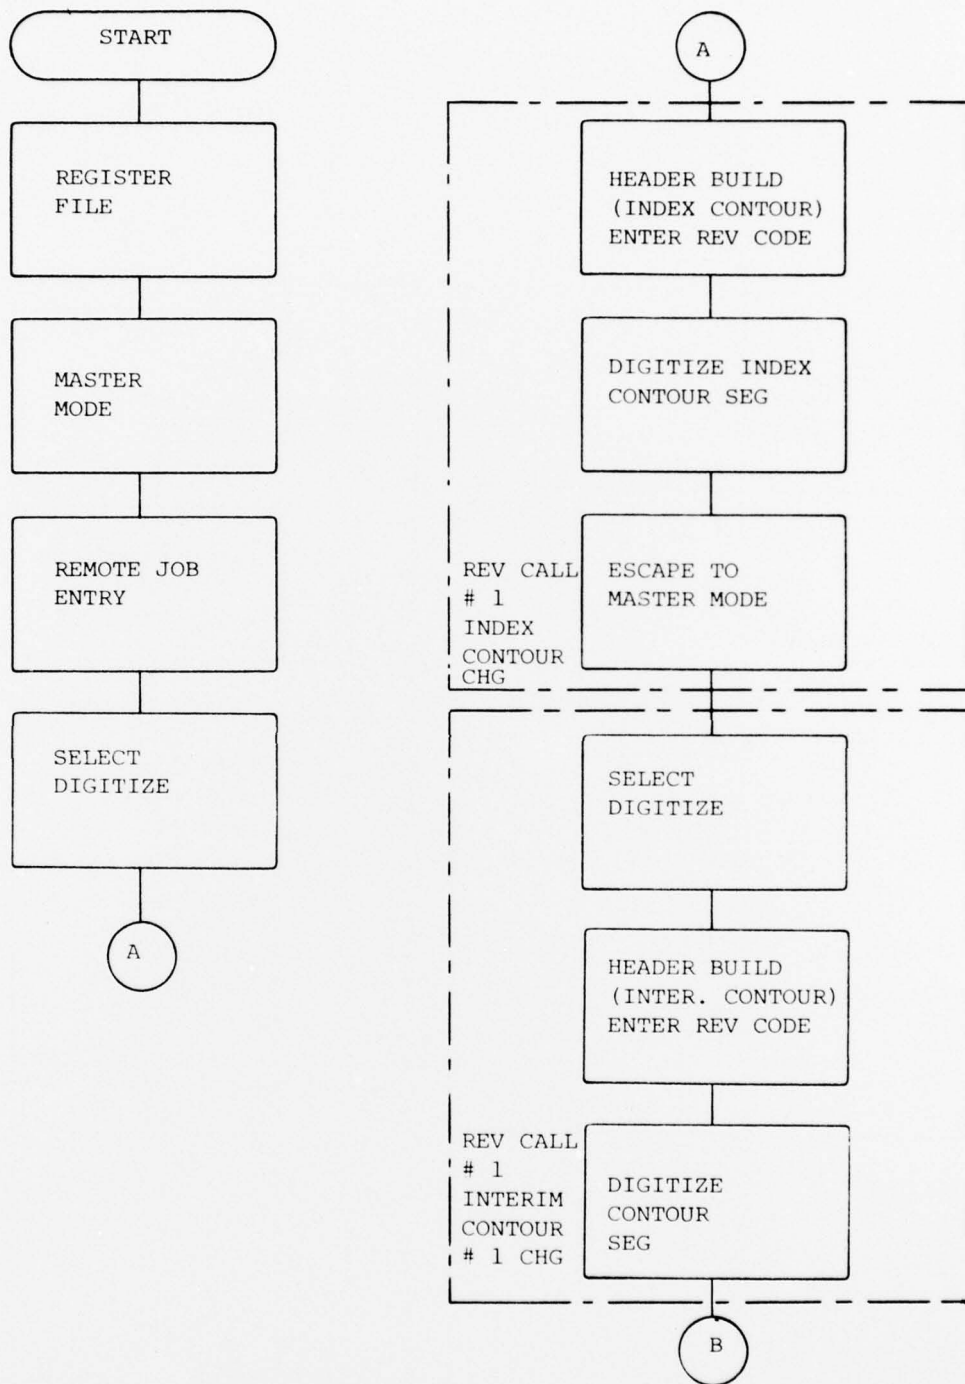 START
REGISTER
FILE
MASTER
MODE
REMOTE JOB
ENTRY
SELECT
DIGITIZE
A
A
HEADER BUILD
(INDEX CONTOUR)
ENTER REV CODE
DIGITIZE INDEX
CONTOUR SEG
REV CALL
# 1
INDEX
CONTOUR
CHG
ESCAPE TO
MASTER MODE
SELECT
DIGITIZE
HEADER BUILD
(INTER. CONTOUR)
ENTER REV CODE
REV CALL
# 1
INTERIM
CONTOUR
# 1 CHG
DIGITIZE
CONTOUR
SEG
B